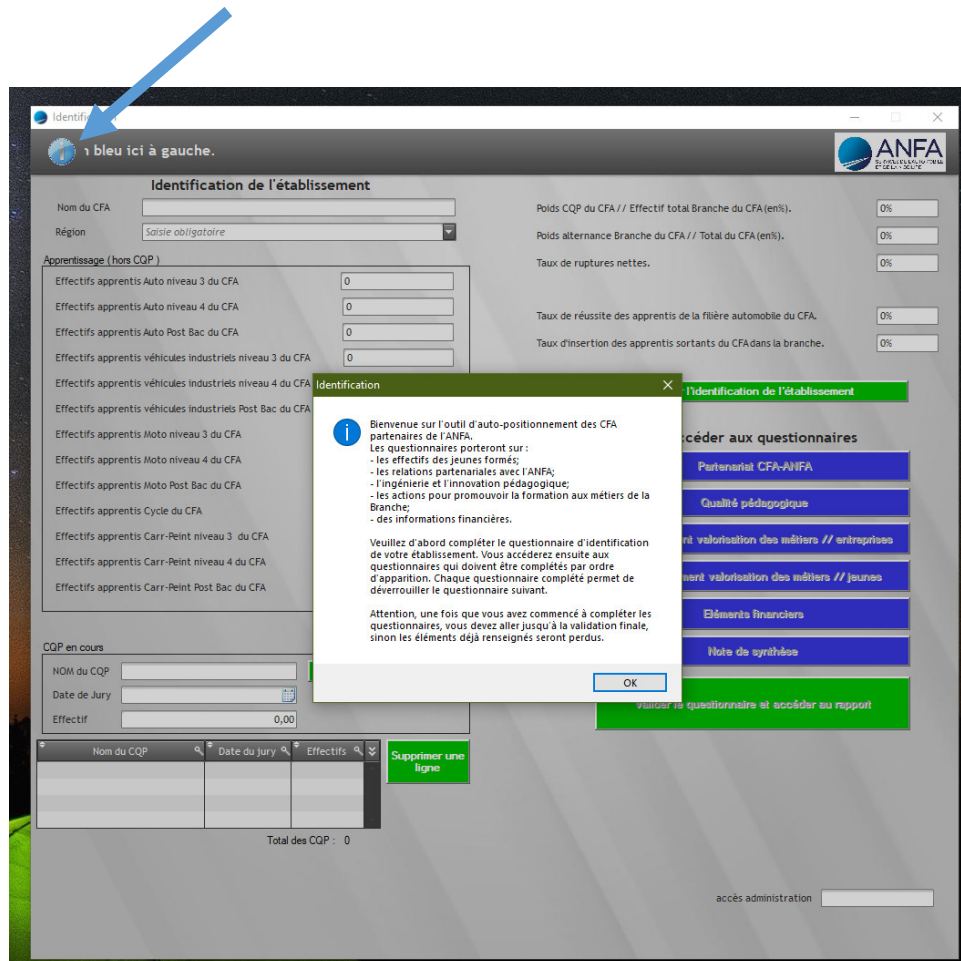 Identifi
n bleu ici à gauche.
ANFA
Identification de l'établissement
Nom du CFA
Région
Saisie obligatoire
Poids CQP du CFA // Effectif total Branche du CFA (en%).
0%
Poids alternance Branche du CFA // Total du CFA (en%).
0%
Taux de ruptures nettes.
0%
Taux de réussite des apprentis de la filière automobile du CFA.
0%
Taux d'insertion des apprentis sortants du CFA dans la branche.
0%
Apprentissage ( hors CQP )
Effectifs apprentis Auto niveau 3 du CFA
0
Effectifs apprentis Auto niveau 4 du CFA
0
Effectifs apprentis Auto Post Bac du CFA
0
Effectifs apprentis véhicules industriels niveau 3 du CFA
0
Effectifs apprentis véhicules industriels niveau 4 du CFA
Effectifs apprentis véhicules industriels Post Bac du CFA
Effectifs apprentis Moto niveau 3 du CFA
Effectifs apprentis Moto niveau 4 du CFA
Effectifs apprentis Moto Post Bac du CFA
Effectifs apprentis Cycle du CFA
Effectifs apprentis Carr-Peint niveau 3 du CFA
Effectifs apprentis Carr-Peint niveau 4 du CFA
Effectifs apprentis Carr-Peint Post Bac du CFA
Identification
Bienvenue sur l'outil d'auto-positionnement des CFA
partenaires de l'ANFA.
Les questionnaires porteront sur :
- les effectifs des jeunes formés;
- les relations partenariales avec l'ANFA;
- l'ingénierie et l'innovation pédagogique;
- les actions pour promouvoir la formation aux métiers de la
Branche;
- des informations financières.
Veuillez d'abord compléter le questionnaire d'identification
de votre établissement. Vous accéderez ensuite aux
questionnaires qui doivent être complétés par ordre
d'apparition. Chaque questionnaire complété permet de
déverrouiller le questionnaire suivant.
Attention, une fois que vous avez commencé à compléter les
questionnaires, vous devez aller jusqu'à la validation finale,
sinon les éléments déjà renseignés seront perdus.
OK
l'identification de l'établissement
céder aux questionnaires
Partenariat CFA-ANFA
Qualité pédagogique
nt valorisation des métiers // entreprises
ment valorisation des métiers // jeunes
Eléments financiers
Note de synthèse
Valider le questionnaire et accéder au rapport
CQP en cours
NOM du CQP
Date de Jury
Effectif
0,00
Nom du CQP
Date du jury
Effectifs
Supprimer une
ligne
Total des CQP : 0
accès administration